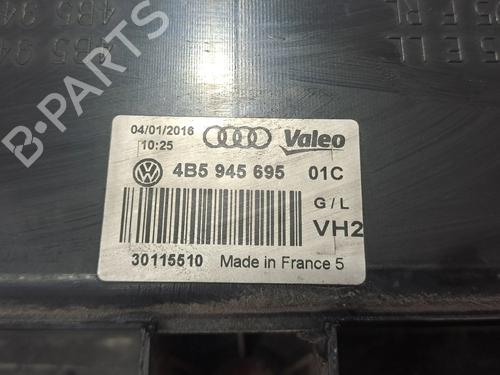 B-PARTS
04/01/2016
10:25
Valeo
4B5 945 695 01C
G/L
VH2
30115510 Made in France 5